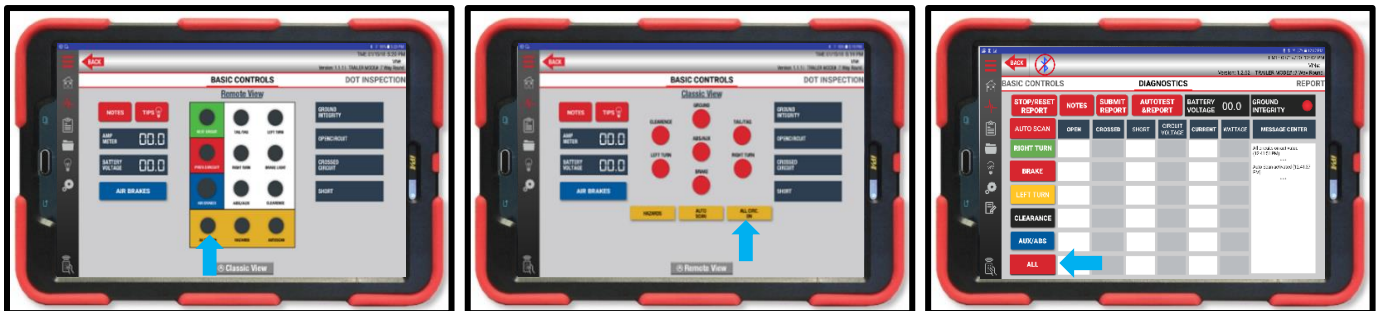 BACK
BASIC CONTROLS
DOT INSPECTION
Remote View
NOTES
TIPS
AMP METER
00.0
BATTERY VOLTAGE
00.0
AIR BRAKES
TAIL/TAG
LEFT TURN
RIGHT TURN
BRAKE LIGHT
AUX/ABS
CLEARANCE
HAZARDS
AUTOSCAN
GROUND INTEGRITY
CROSSED CIRCUIT
SHORT
Classic View
BACK
BASIC CONTROLS
DOT INSPECTION
Classic View
NOTES
TIPS
AMP METER
00.0
BATTERY VOLTAGE
00.0
AIR BRAKES
GROUND
CLEARENCE
AUX/ABS
TAIL/TAG
LEFT TURN
RIGHT TURN
BRAKE
HAZARDS
AUTO SCAN
ALL CIRC ON
GROUND INTEGRITY
CROSSED CIRCUIT
SHORT
Remote View
BACK
BASIC CONTROLS
DIAGNOSTICS
REPORT
STOP/RESET REPORT
NOTES
SUBMIT REPORT
AUTOTEST &REPORT
BATTERY VOLTAGE
00.0
GROUND INTEGRITY
AUTO SCAN
OPEN
CROSSED
SHORT
CIRCUIT VOLTAGE
CURRENT
WATTAGE
MESSAGE CENTER
RIGHT TURN
BRAKE
LEFT TURN
CLEARANCE
AUX/ABS
ALL